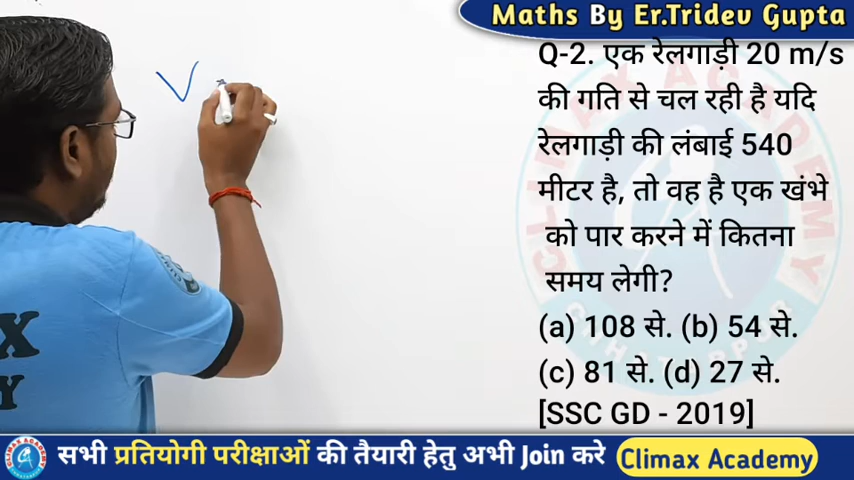 Maths By Er.Tridev Gupta
Q-2. एक रेलगाड़ी 20 m/s
की गति से चल रही है यदि
रेलगाड़ी की लंबाई 540
मीटर है, तो वह है एक खंभे
को पार करने में कितना
समय लेगी?
(a) 108 से. (b) 54 से.
(c) 81 से. (d) 27 से.
[SSC GD - 2019]
V
सभी प्रतियोगी परीक्षाओं की तैयारी हेतु अभी Join करे Climax Academy